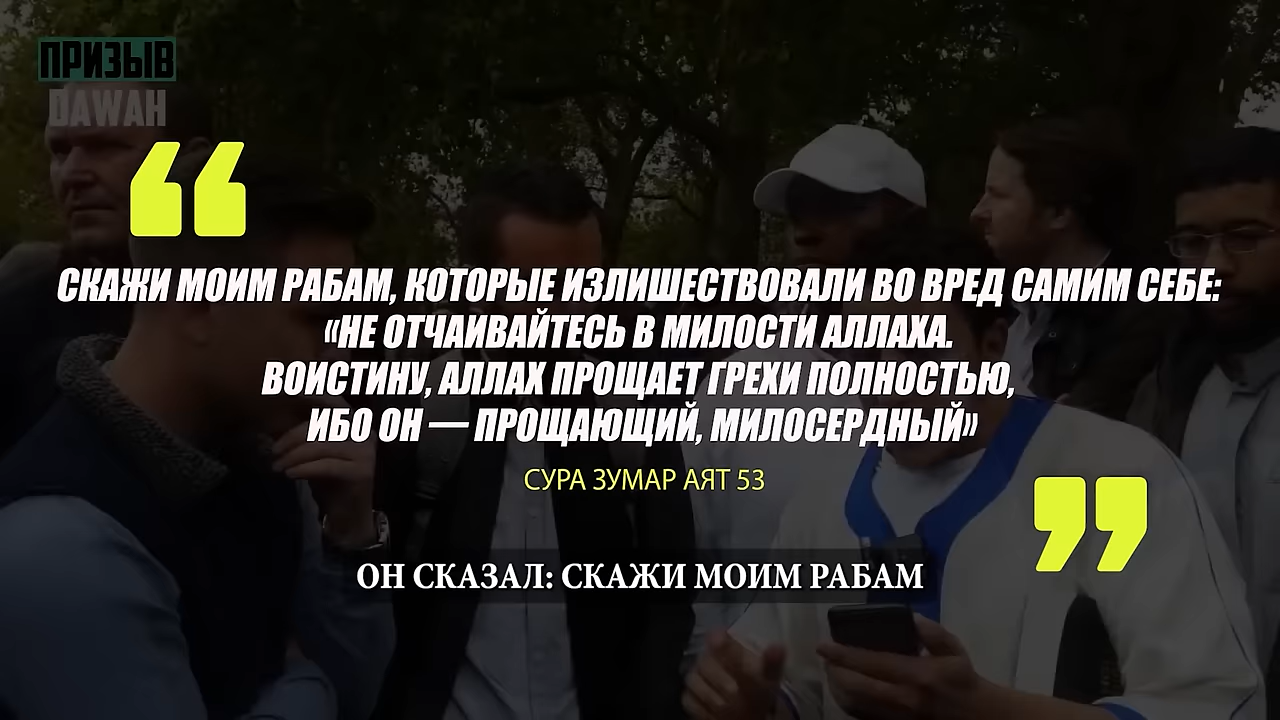 ПРИЗЫВ
DAWAH
СКАЖИ МОИМ РАБАМ, КОТОРЫЕ ИЗЛИШЕСТВОВАЛИ ВО ВРЕД САМИМ СЕБЕ:
«НЕ ОТЧАИВАЙТЕСЬ В МИЛОСТИ АЛЛАХА.
ВОИСТИНУ, АЛЛАХ ПРОЩАЕТ ГРЕХИ ПОЛНОСТЬЮ,
ИБО ОН — ПРОЩАЮЩИЙ, МИЛОСЕРДНЫЙ»
СУРА ЗУМАР АЯТ 53
ОН СКАЗАЛ: СКАЖИ МОИМ РАБАМ